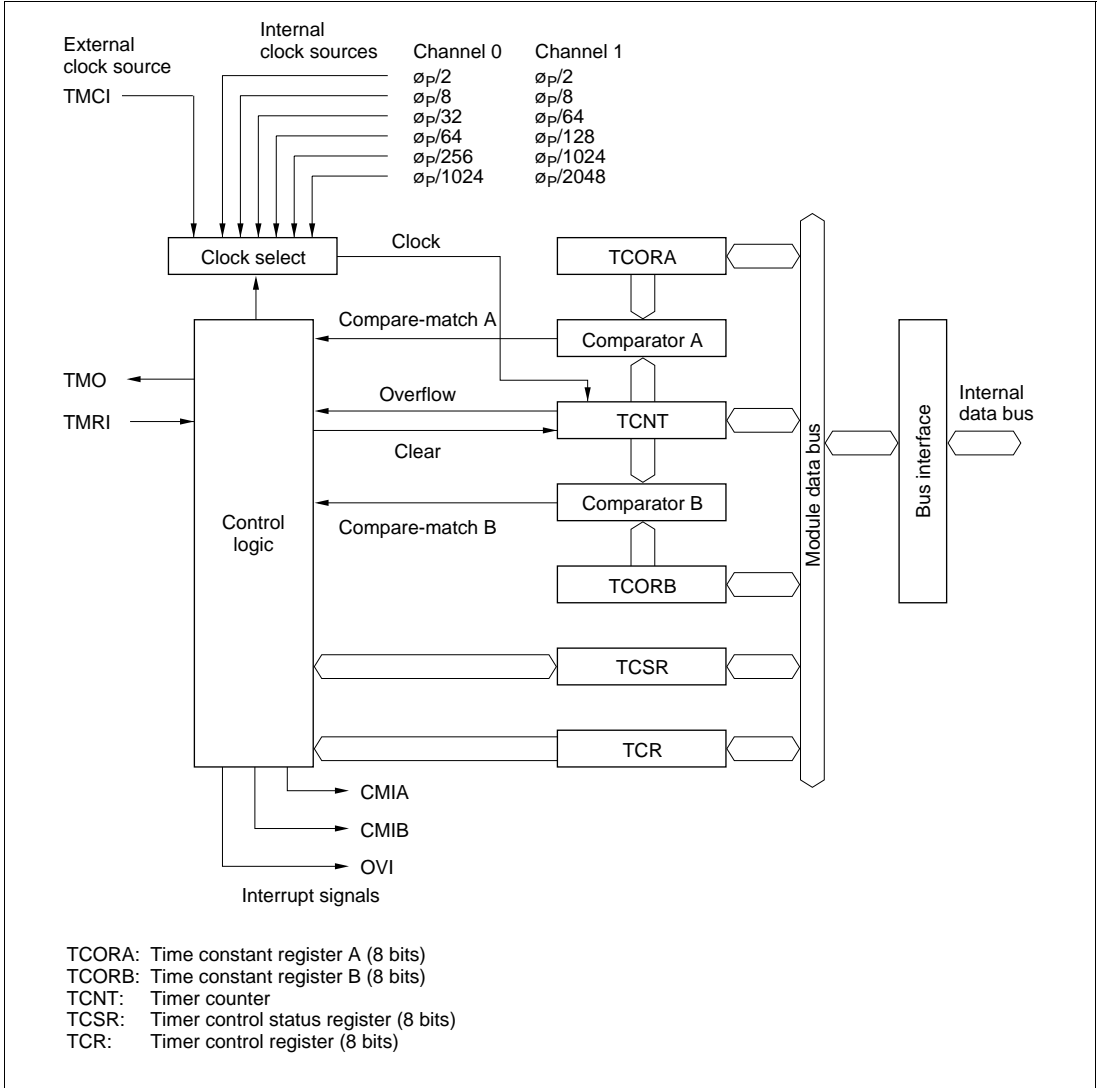 External
clock source
TMCI
Internal
clock sources
Channel 0 Channel 1
øP/2 øP/2
øP/8 øP/8
øP/32 øP/64
øP/64 øP/128
øP/256 øP/1024
øP/1024 øP/2048
Clock select
Clock
TCORA
Compare-match A
Comparator A
TMO
TMRI
Overflow
TCNT
Clear
Comparator B
Compare-match B
Control
logic
TCORB
TCSR
TCR
Module data bus
Bus interface
Internal
data bus
CMIA
CMIB
OVI
Interrupt signals
TCORA: Time constant register A (8 bits)
TCORB: Time constant register B (8 bits)
TCNT: Timer counter
TCSR: Timer control status register (8 bits)
TCR: Timer control register (8 bits)